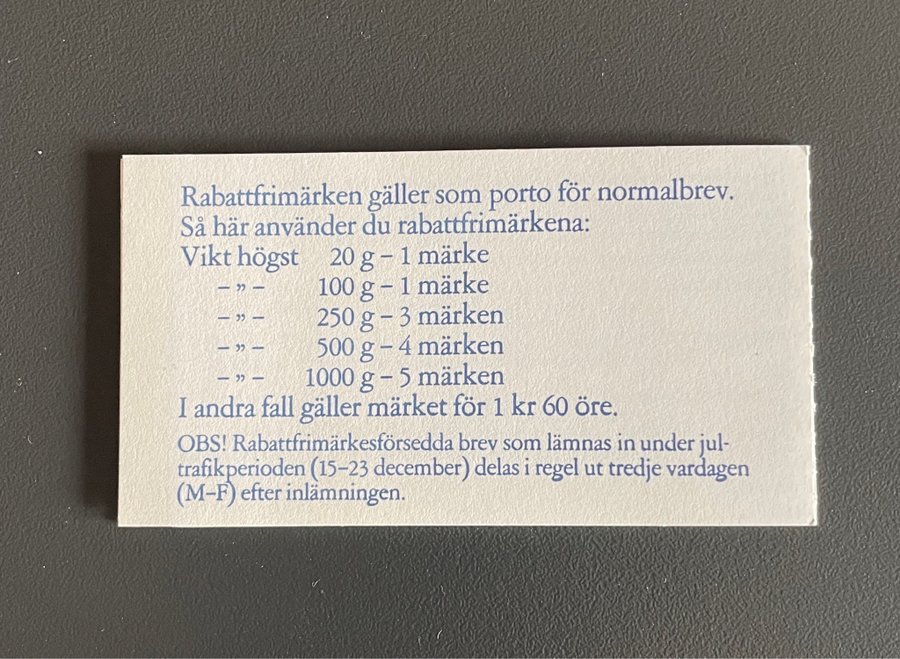 Rabattfrimärken gäller som porto för normalbrev.
Så här använder du rabattfrimärkena:
Vikt högst 20 g – 1 märke
– ” – 100 g – 1 märke
– ” – 250 g – 3 märken
– ” – 500 g – 4 märken
– ” – 1000 g – 5 märken
I andra fall gäller märket för 1 kr 60 öre.
OBS! Rabattfrimärkesförsedda brev som lämnas in under jul-
trafikperioden (15–23 december) delas i regel ut tredje vardagen
(M–F) efter inlämningen.